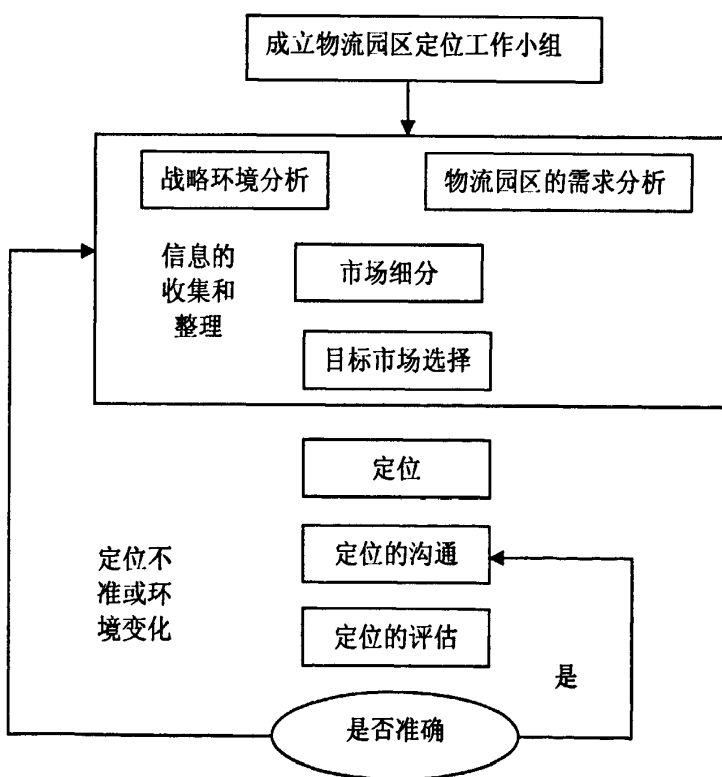 成立物流园区定位工作小组
战略环境分析
物流园区的需求分析
信息的
收集和
整理
市场细分
目标市场选择
定位
定位的沟通
定位不
准或环
境变化
定位的评估
是
是否准确